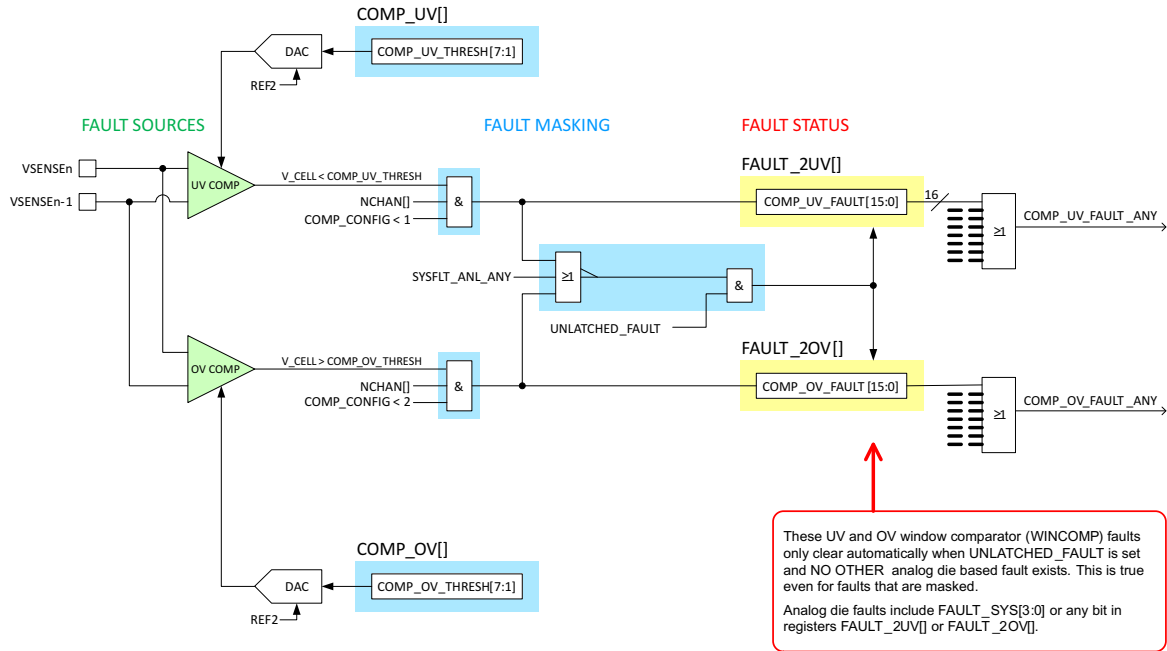 COMP_UV[]
DAC
COMP_UV_THRESH[7:1]
REF2
FAULT SOURCES
FAULT MASKING
FAULT STATUS
VSENSEn
VSENSEn-1
UV COMP
V_CELL < COMP_UV_THRESH
NCHAN[]
COMP_CONFIG < 1
&
FAULT_2UV[]
COMP_UV_FAULT[15:0]
16
≥1
COMP_UV_FAULT_ANY
SYSFLT_ANL_ANY
≥1
&
UNLATCHED_FAULT
OV COMP
V_CELL > COMP_OV_THRESH
NCHAN[]
COMP_CONFIG < 2
&
FAULT_2OV[]
COMP_OV_FAULT [15:0]
≥1
COMP_OV_FAULT_ANY
COMP_OV[]
DAC
COMP_OV_THRESH[7:1]
REF2
These UV and OV window comparator (WINCOMP) faults
only clear automatically when UNLATCHED_FAULT is set
and NO OTHER analog die based fault exists. This is true
even for faults that are masked.
Analog die faults include FAULT_SYS[3:0] or any bit in
registers FAULT_2UV[] or FAULT_2OV[].